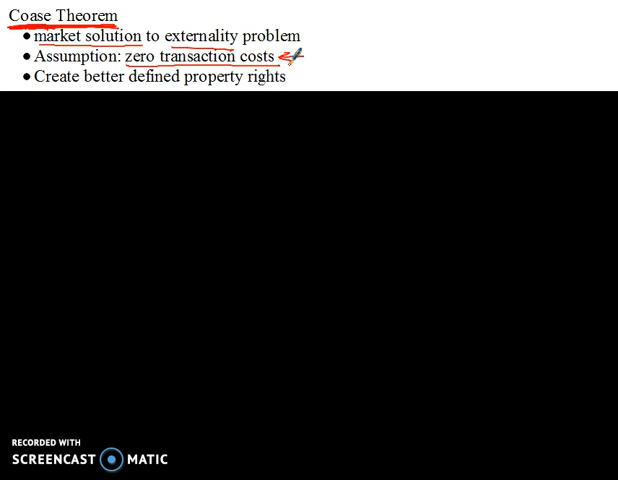 Coase Theorem
• market solution to externality problem
• Assumption: zero transaction costs
• Create better defined property rights
RECORDED WITH
SCREENCAST MATIC